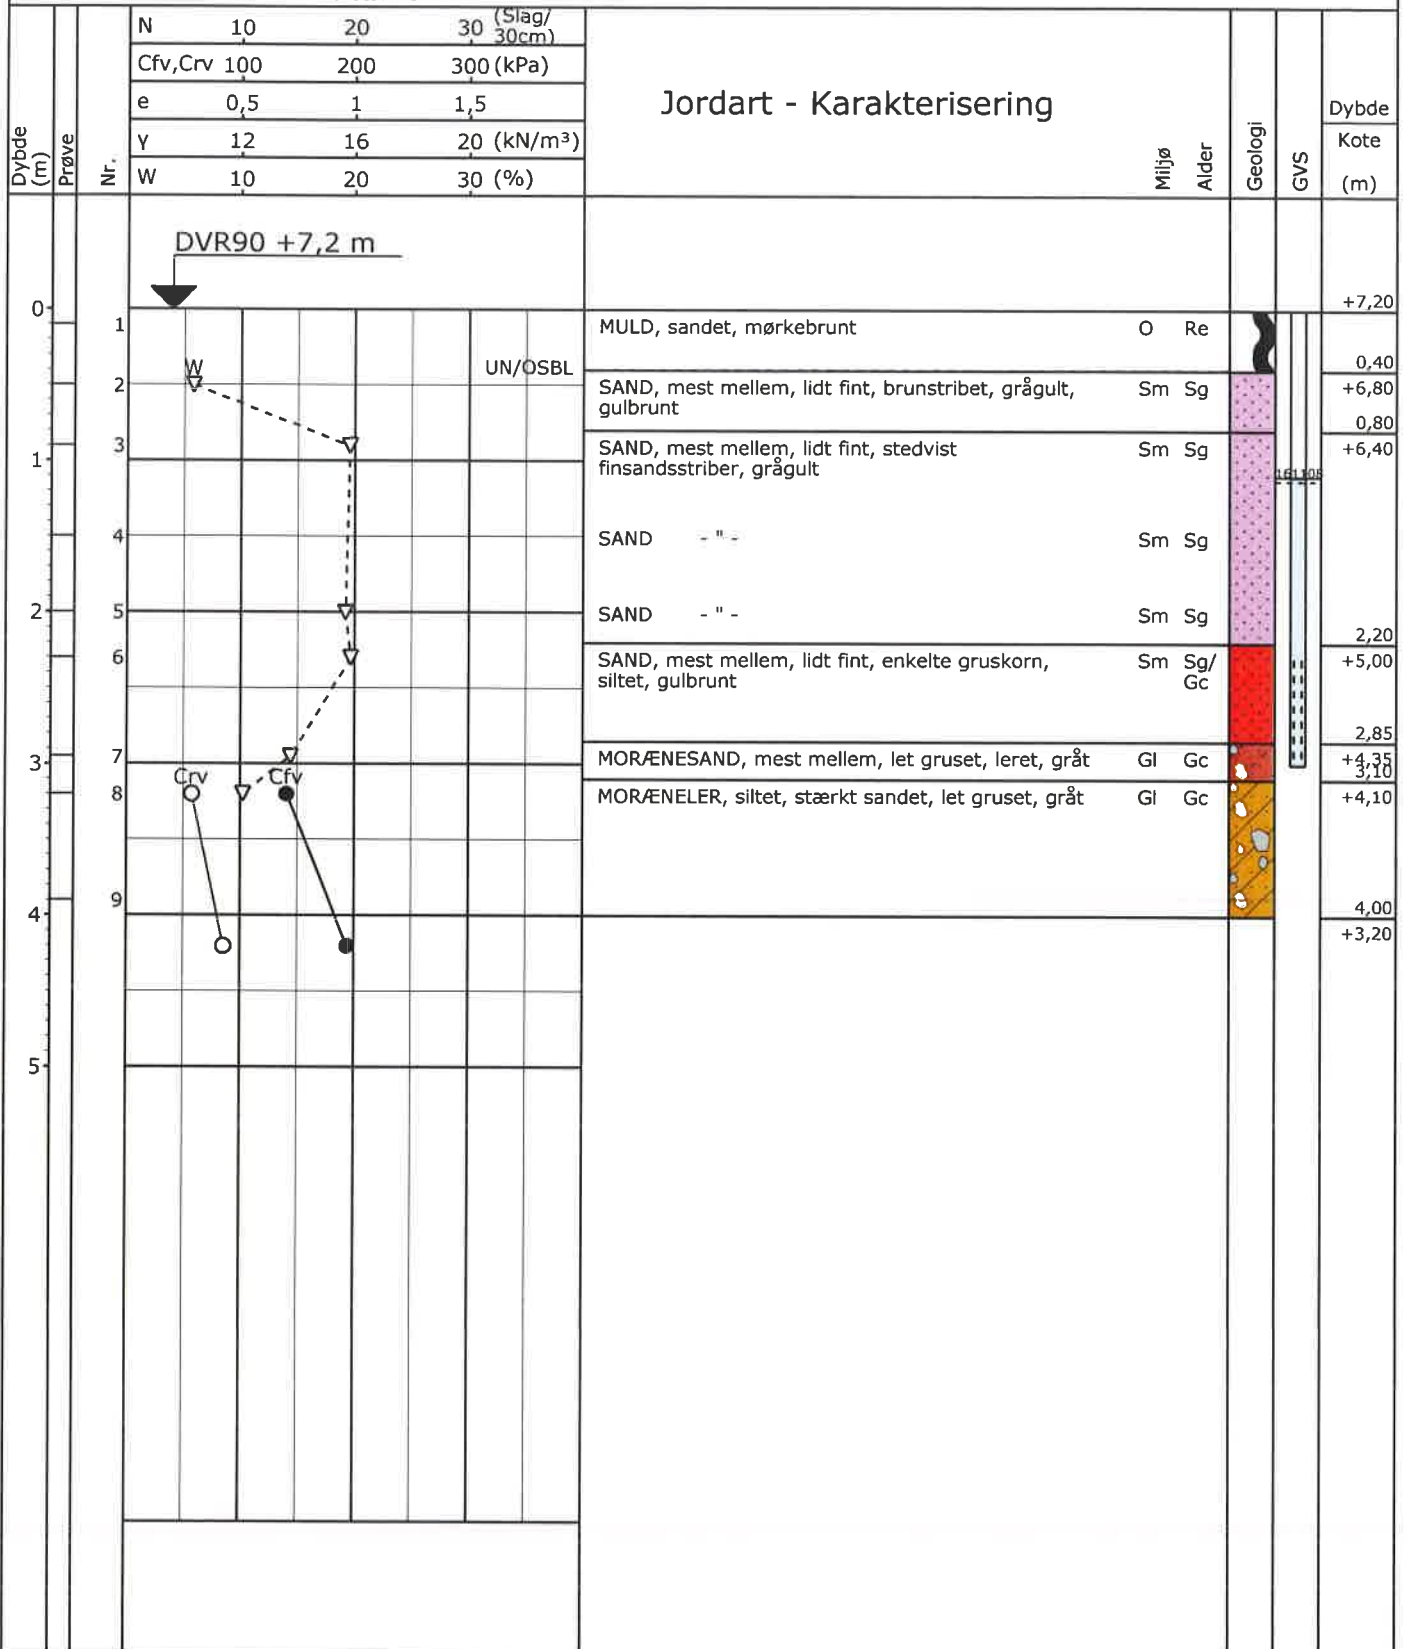 N 10 20 30 (Slag/30cm)
Cfv,Crv 100 200 300 (kPa)
e 0,5 1 1,5
γ 12 16 20 (kN/m³)
W 10 20 30 (%)
Dybde (m)
Prøve
Nr.
Jordart - Karakterisering
Miljø
Alder
Geologi
GVS
Dybde
Kote
(m)
DVR90 +7,2 m
0 +7,20
1 MULD, sandet, mørkebrunt O Re
W UN/OSBL 0,40
2 SAND, mest mellem, lidt fint, brunstribet, grågult, Sm Sg +6,80
gulbrunt 0,80
3 SAND, mest mellem, lidt fint, stedvist Sm Sg +6,40
1 finsandsstriber, grågult
4 SAND - " - Sm Sg
2 5 SAND - " - Sm Sg
2,20
6 SAND, mest mellem, lidt fint, enkelte gruskorn, Sm Sg/ +5,00
siltet, gulbrunt Gc
2,85
3 7 MORÆNESAND, mest mellem, let gruset, leret, gråt Gl Gc +4,35
Crv Cfv 3,10
8 MORÆNELER, siltet, stærkt sandet, let gruset, gråt Gl Gc +4,10
9
4 4,00
+3,20
5